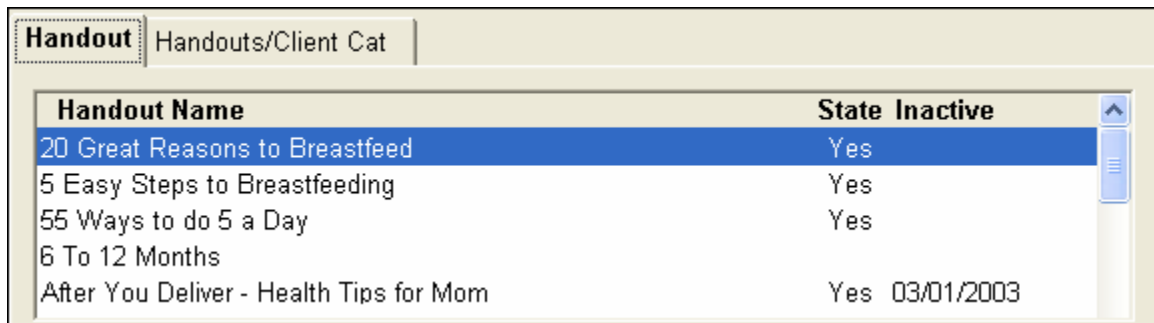 Handout Handouts/Client Cat
Handout Name State Inactive
20 Great Reasons to Breastfeed Yes
5 Easy Steps to Breastfeeding Yes
55 Ways to do 5 a Day Yes
6 To 12 Months
After You Deliver - Health Tips for Mom Yes 03/01/2003